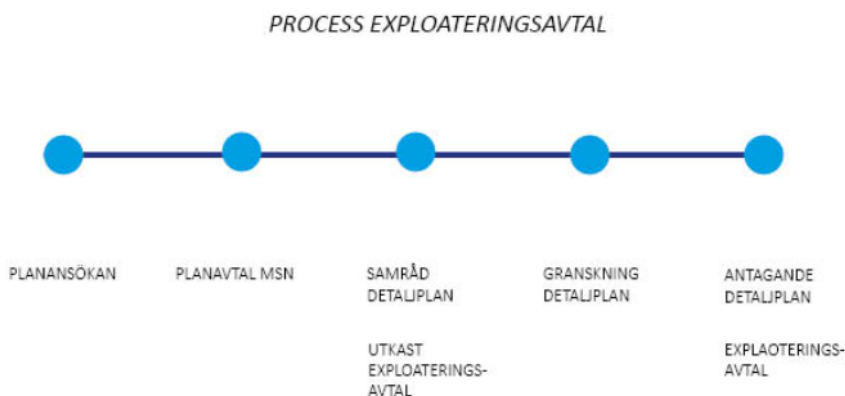 PROCESS EXPLOATERINGSAVTAL
PLANANSÖKAN
PLANAVTAL MSN
SAMRÅD
DETALJPLAN
UTKAST
EXPLOATERINGS-
AVTAL
GRANSKNING
DETALJPLAN
ANTAGANDE
DETALJPLAN
EXPLAOTERINGS-
AVTAL